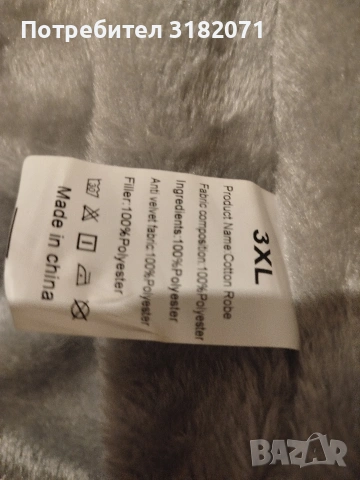 Потребител 3182071
3XL
Product Name:Cotton Robe
Fabric composition:100%Polyester
Ingredients:100%Polyester
Anti velvet fabric:100%Polyester
Filler:100%Polyester
Made in china
BAZAR